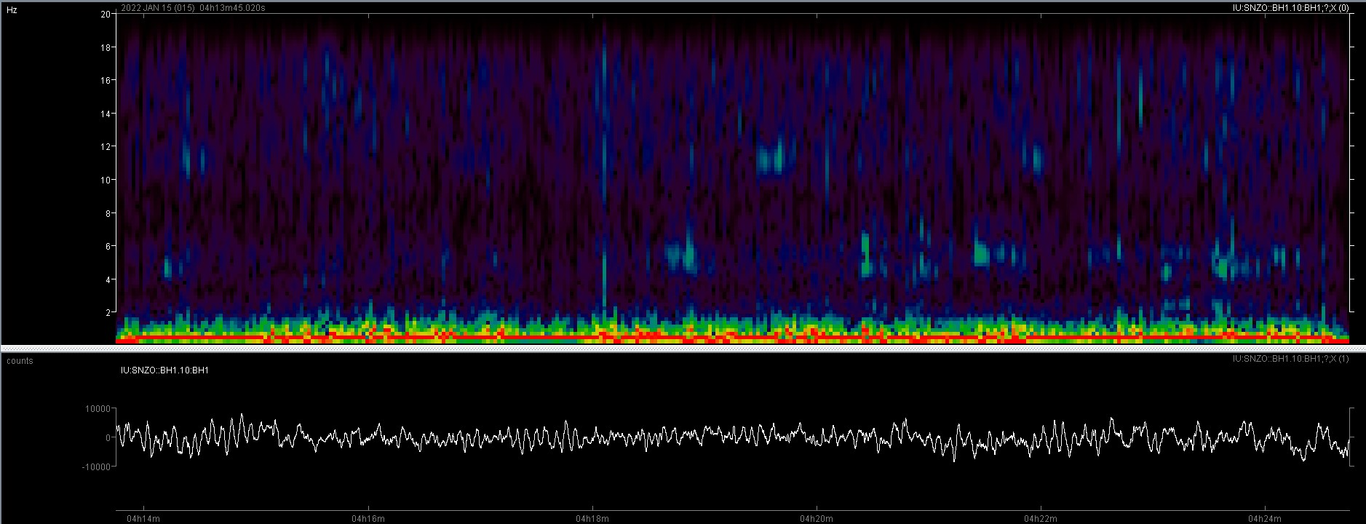 Hz
2022 JAN 15 (015) 04h13m45.020s
IU:SNZO::BH1.10:BH1;?;X (0)
20
18
16
14
12
10
8
6
4
2
counts
IU:SNZO::BH1.10:BH1;?;X (1)
IU:SNZO::BH1.10:BH1
10000
0
-10000
04h14m
04h16m
04h18m
04h20m
04h22m
04h24m